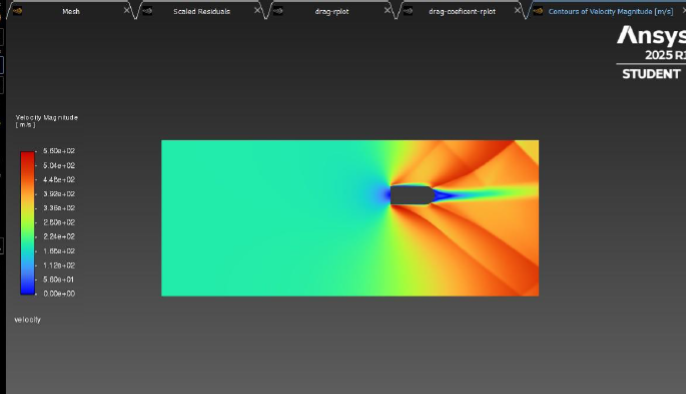 Mesh
Scaled Residuals
drag-rplot
drag-coeficent-rplot
Contours of Velocity Magnitude [m/s]
Ansys
2025 R1
STUDENT
Velocity Magnitude
[m/s]
5.60e+02
5.04e+02
4.48e+02
3.92e+02
3.36e+02
2.80e+02
2.24e+02
1.68e+02
1.12e+02
5.60e+01
0.00e+00
velocity